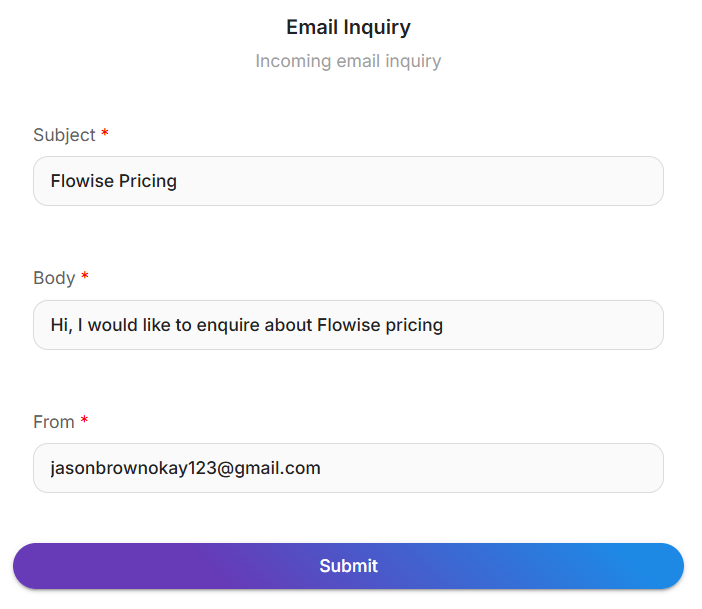 Email Inquiry
Incoming email inquiry
Subject *
Flowise Pricing
Body *
Hi, I would like to enquire about Flowise pricing
From *
jasonbrownokay123@gmail.com
Submit